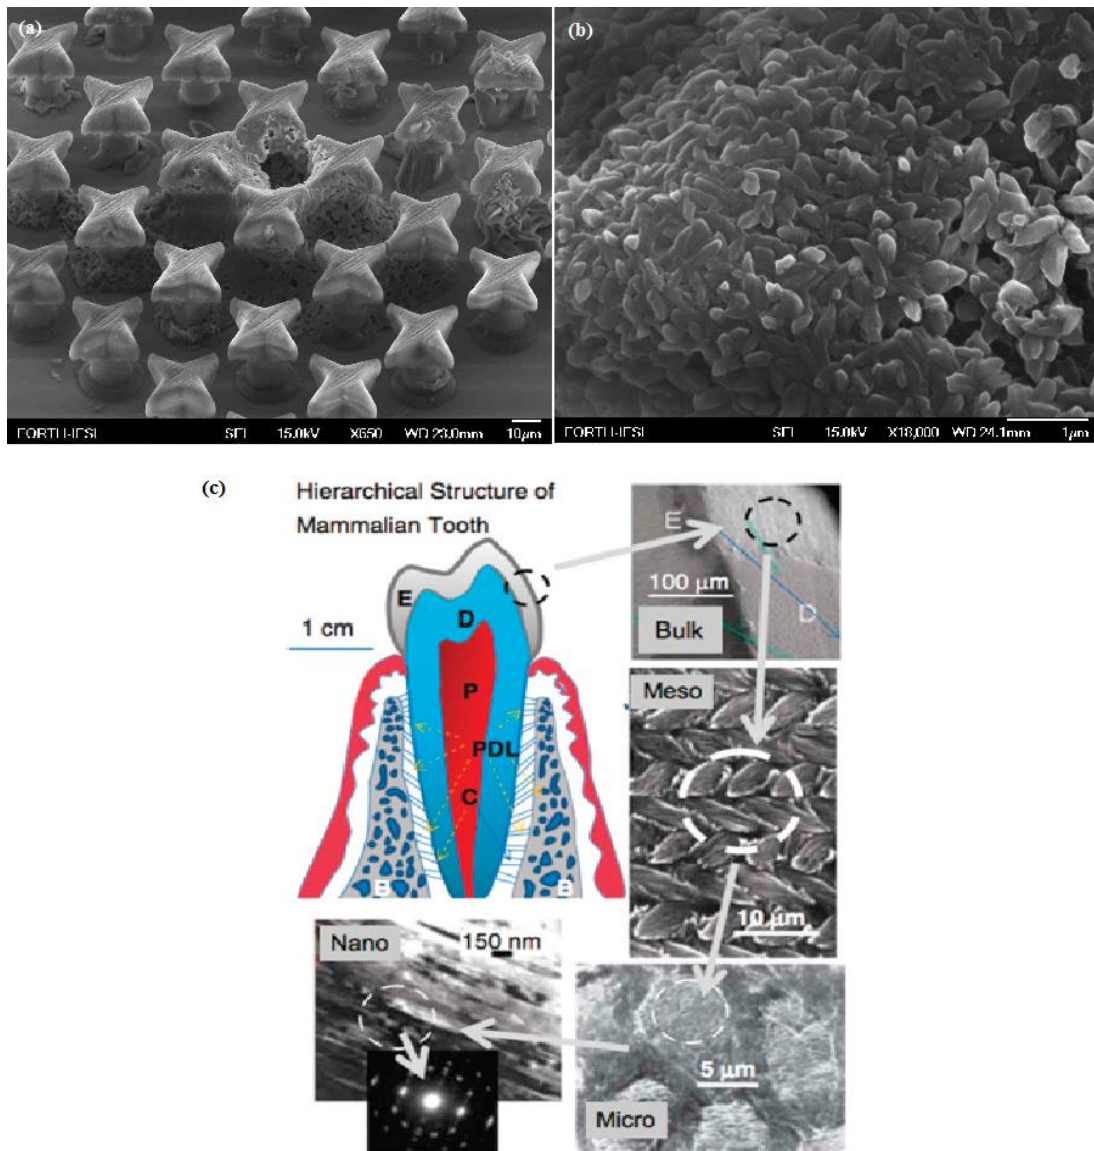 (a)
FORTH-IESL SEI 15.0kV X650 WD 23.0mm 10µm
(b)
FORTH-IESL SEI 15.0kV X18,000 WD 24.1mm 1µm
(c)
Hierarchical Structure of
Mammalian Tooth
E
D
1 cm
P
PDL
C
B
B
E
100 µm
D
Bulk
Meso
10 µm
Nano
150 nm
5 µm
Micro